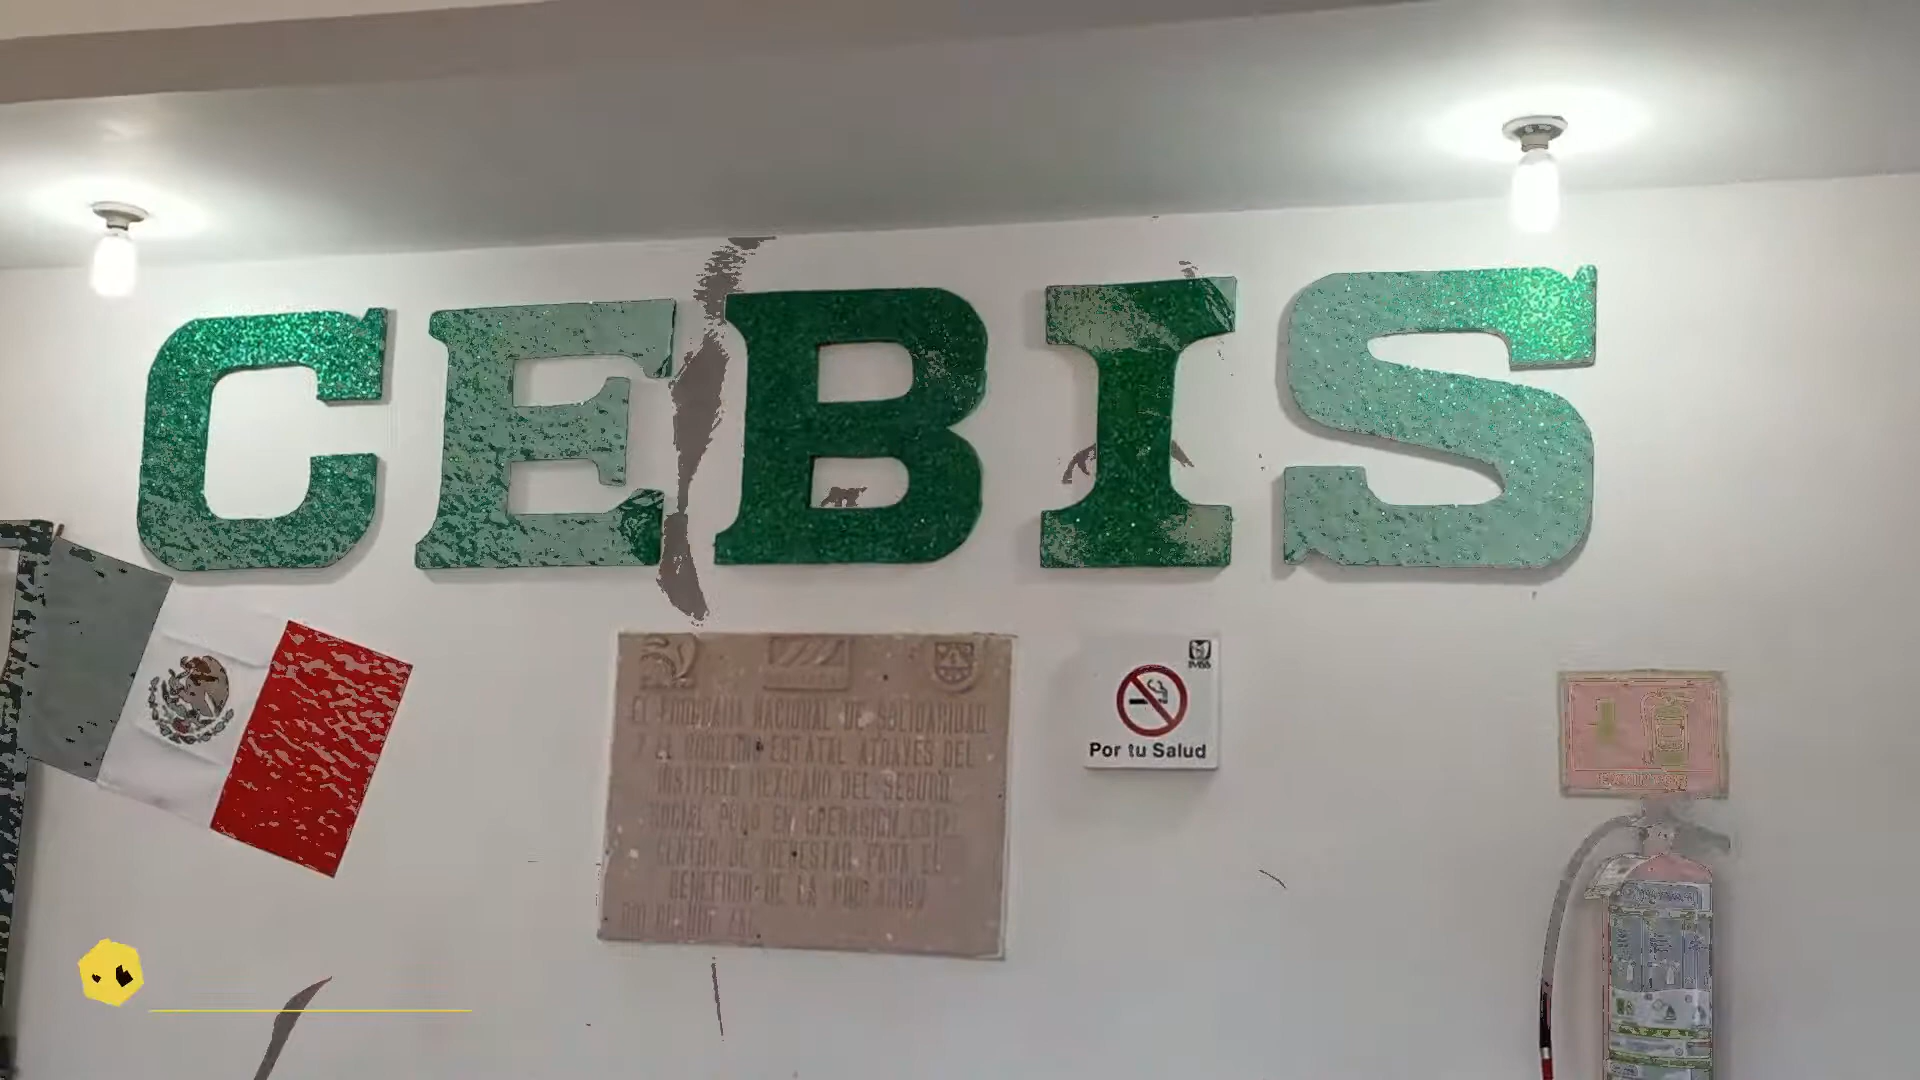 CEBIS
EL PROGRAMA NACIONAL DE SOLIDARIDAD
Y EL GOBIERNO ESTATAL ATRAVES DEL
INSTITUTO MEXICANO DEL SEGURO
SOCIAL PUSO EN OPERACION ESTE
CENTRO DE BIENESTAR PARA EL
BENEFICIO DE LA POBLACION
IMSS
Por tu Salud